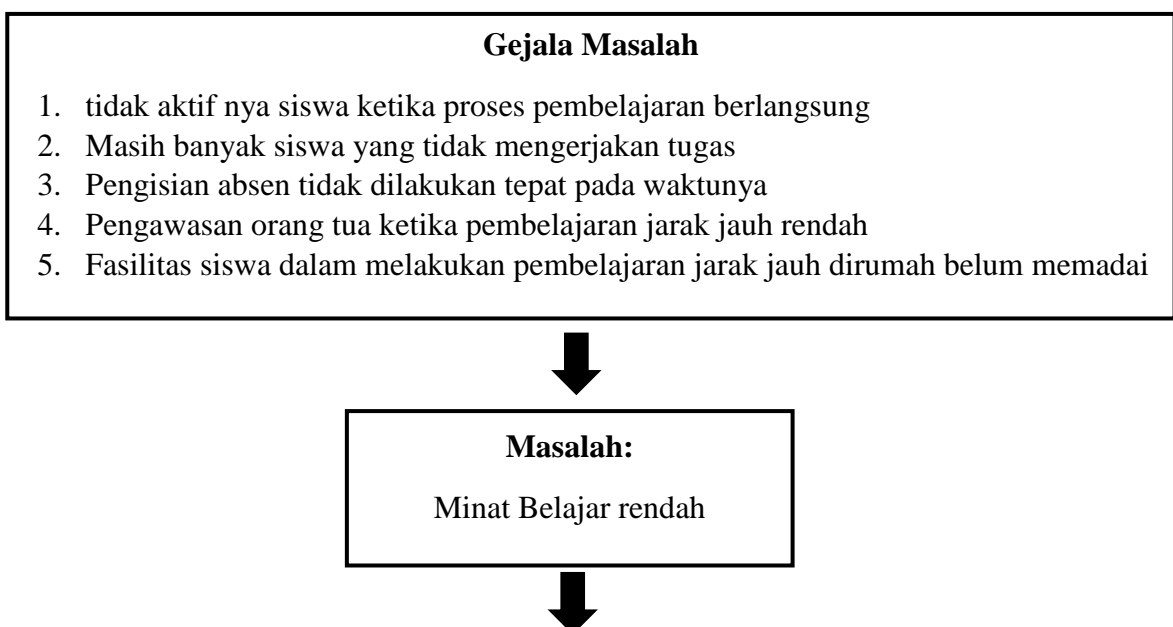 Gejala Masalah
1. tidak aktif nya siswa ketika proses pembelajaran berlangsung
2. Masih banyak siswa yang tidak mengerjakan tugas
3. Pengisian absen tidak dilakukan tepat pada waktunya
4. Pengawasan orang tua ketika pembelajaran jarak jauh rendah
5. Fasilitas siswa dalam melakukan pembelajaran jarak jauh dirumah belum memadai
Masalah:
Minat Belajar rendah